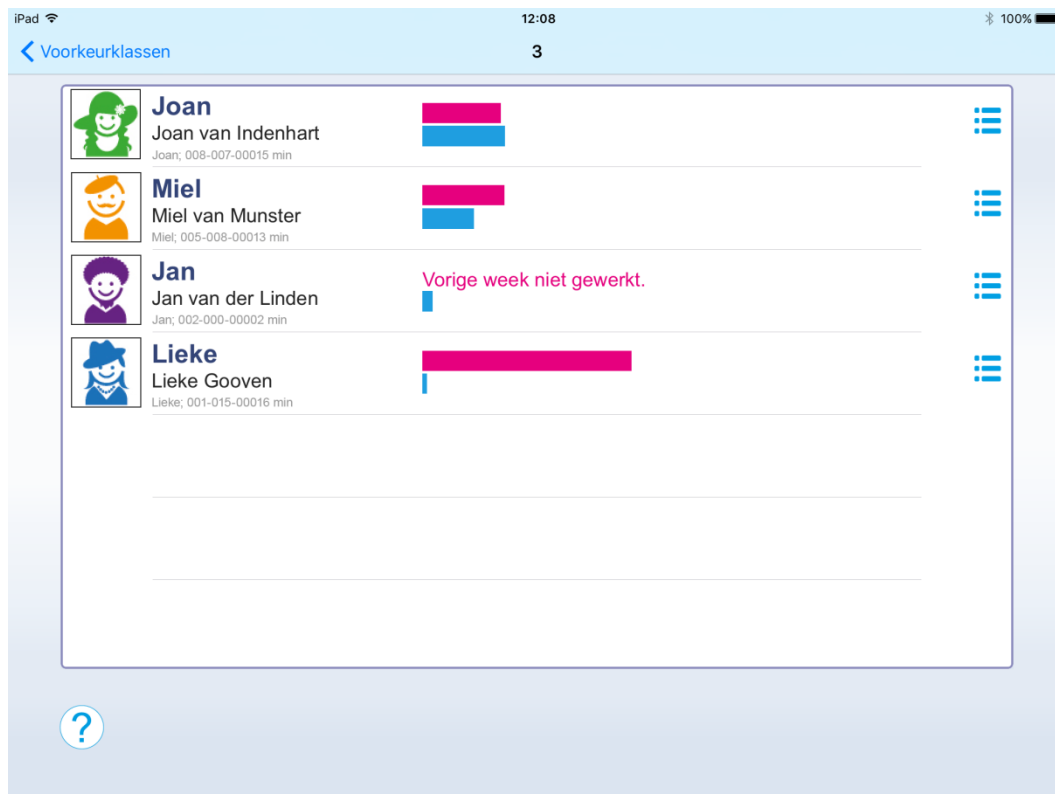 iPad 12:08 100%
Voorkeurklassen 3
Joan
Joan van Indenhart
Joan; 008-007-00015 min
Miel
Miel van Munster
Miel; 005-008-00013 min
Jan
Vorige week niet gewerkt.
Jan van der Linden
Jan; 002-000-00002 min
Lieke
Lieke Gooven
Lieke; 001-015-00016 min
?